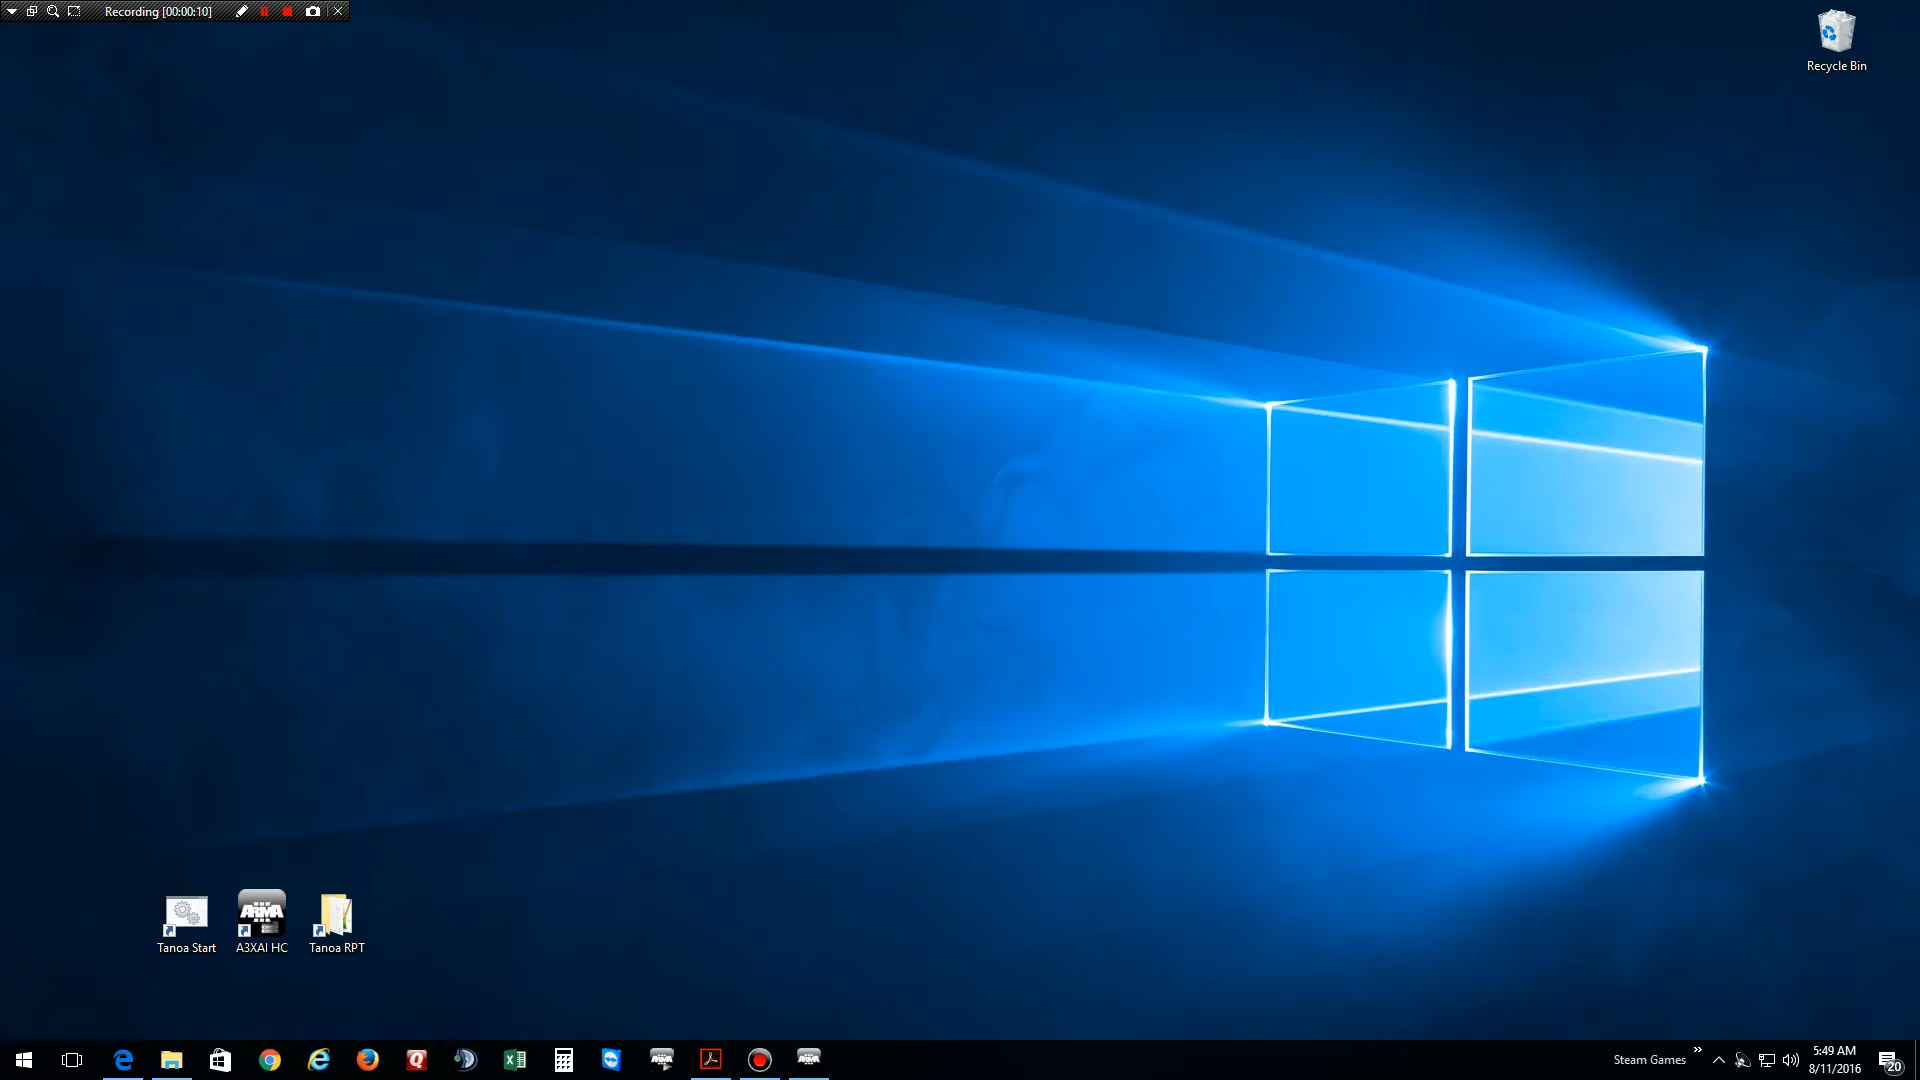 Recording [00:00:10]
Recycle Bin
ARMA
Tanoa Start
A3XAI HC
Tanoa RPT
Steam Games
5:49 AM
8/11/2016
20